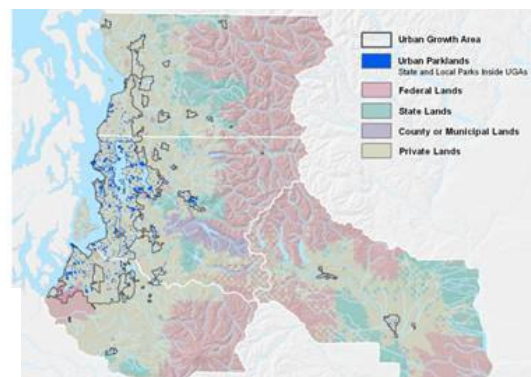 Urban Growth Area
Urban Parklands
State and Local Parks Inside UGAs
Federal Lands
State Lands
County or Municipal Lands
Private Lands